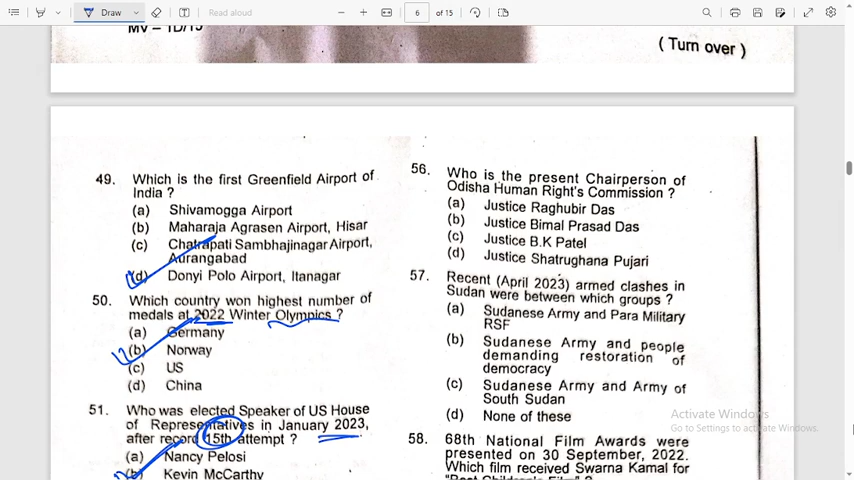 Draw
Read aloud
6
of 15
MV – 1D/15
(Turn over)
49. Which is the first Greenfield Airport of
India ?
(a) Shivamogga Airport
(b) Maharaja Agrasen Airport, Hisar
(c) Chatrapati Sambhajinagar Airport,
Aurangabad
(d) Donyi Polo Airport, Itanagar
50. Which country won highest number of
medals at 2022 Winter Olympics ?
(a) Germany
(b) Norway
(c) US
(d) China
51. Who was elected Speaker of US House
of Representatives in January 2023,
after record 15th attempt ?
(a) Nancy Pelosi
(b) Kevin McCarthy
56. Who is the present Chairperson of
Odisha Human Right's Commission ?
(a) Justice Raghubir Das
(b) Justice Bimal Prasad Das
(c) Justice B.K Patel
(d) Justice Shatrughana Pujari
57. Recent (April 2023) armed clashes in
Sudan were between which groups ?
(a) Sudanese Army and Para Military
RSF
(b) Sudanese Army and people
demanding restoration of
democracy
(c) Sudanese Army and Army of
South Sudan
(d) None of these
58. 68th National Film Awards were
presented on 30 September, 2022.
Which film received Swarna Kamal for
"Best Children's Film" ?
Activate Windows
Go to Settings to activate Windows.